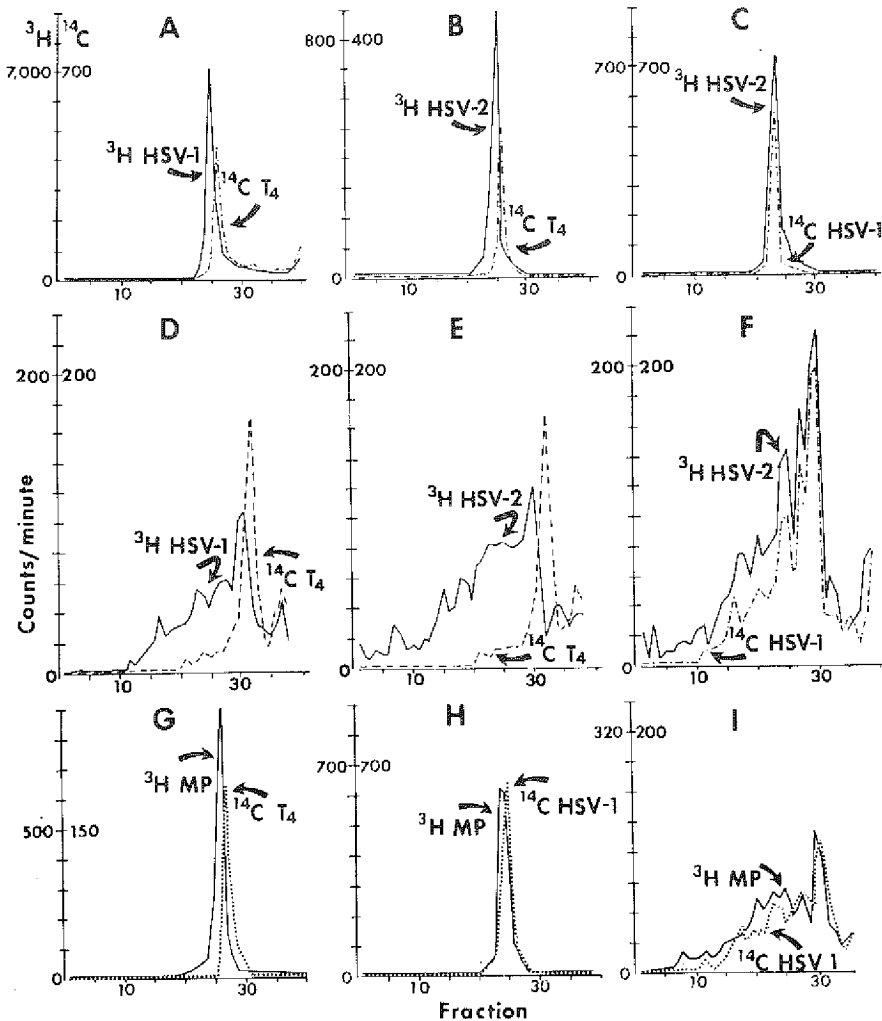 A
B
C
³H ¹⁴C
7,000 700
³H HSV-1
¹⁴C T₄
0
10
30
800 400
³H HSV-2
¹⁴C T₄
0
10
30
700 700
³H HSV-2
¹⁴C HSV-1
0
10
30
D
E
F
Counts/minute
200 200
³H HSV-1
¹⁴C T₄
0
10
30
200 200
³H HSV-2
¹⁴C T₄
0
10
30
200 200
³H HSV-2
¹⁴C HSV-1
0
10
30
G
H
I
500 150
³H MP
¹⁴C T₄
0
10
30
700 700
³H MP
¹⁴C HSV-1
0
10
30
320 200
³H MP
¹⁴C HSV 1
0
10
30
Fraction